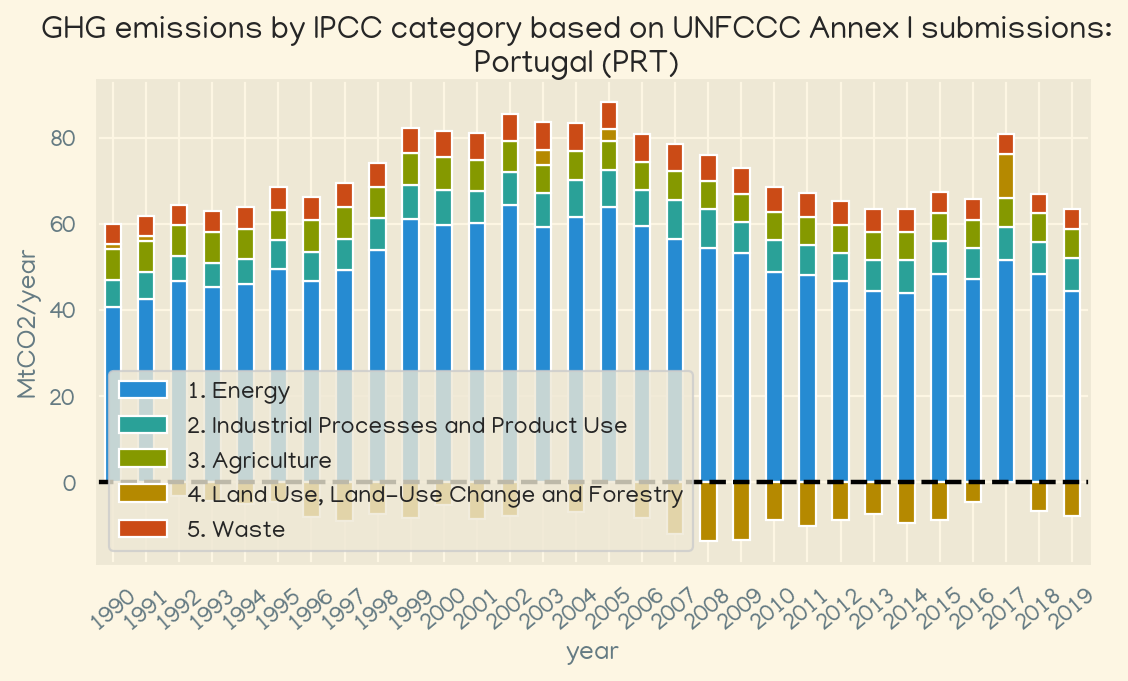 GHG emissions by IPCC category based on UNFCCC Annex I submissions:
Portugal (PRT)
MtCO2/year
80
60
40
20
0
1. Energy
2. Industrial Processes and Product Use
3. Agriculture
4. Land Use, Land-Use Change and Forestry
5. Waste
1990 1991 1992 1993 1994 1995 1996 1997 1998 1999 2000 2001 2002 2003 2004 2005 2006 2007 2008 2009 2010 2011 2012 2013 2014 2015 2016 2017 2018 2019
year